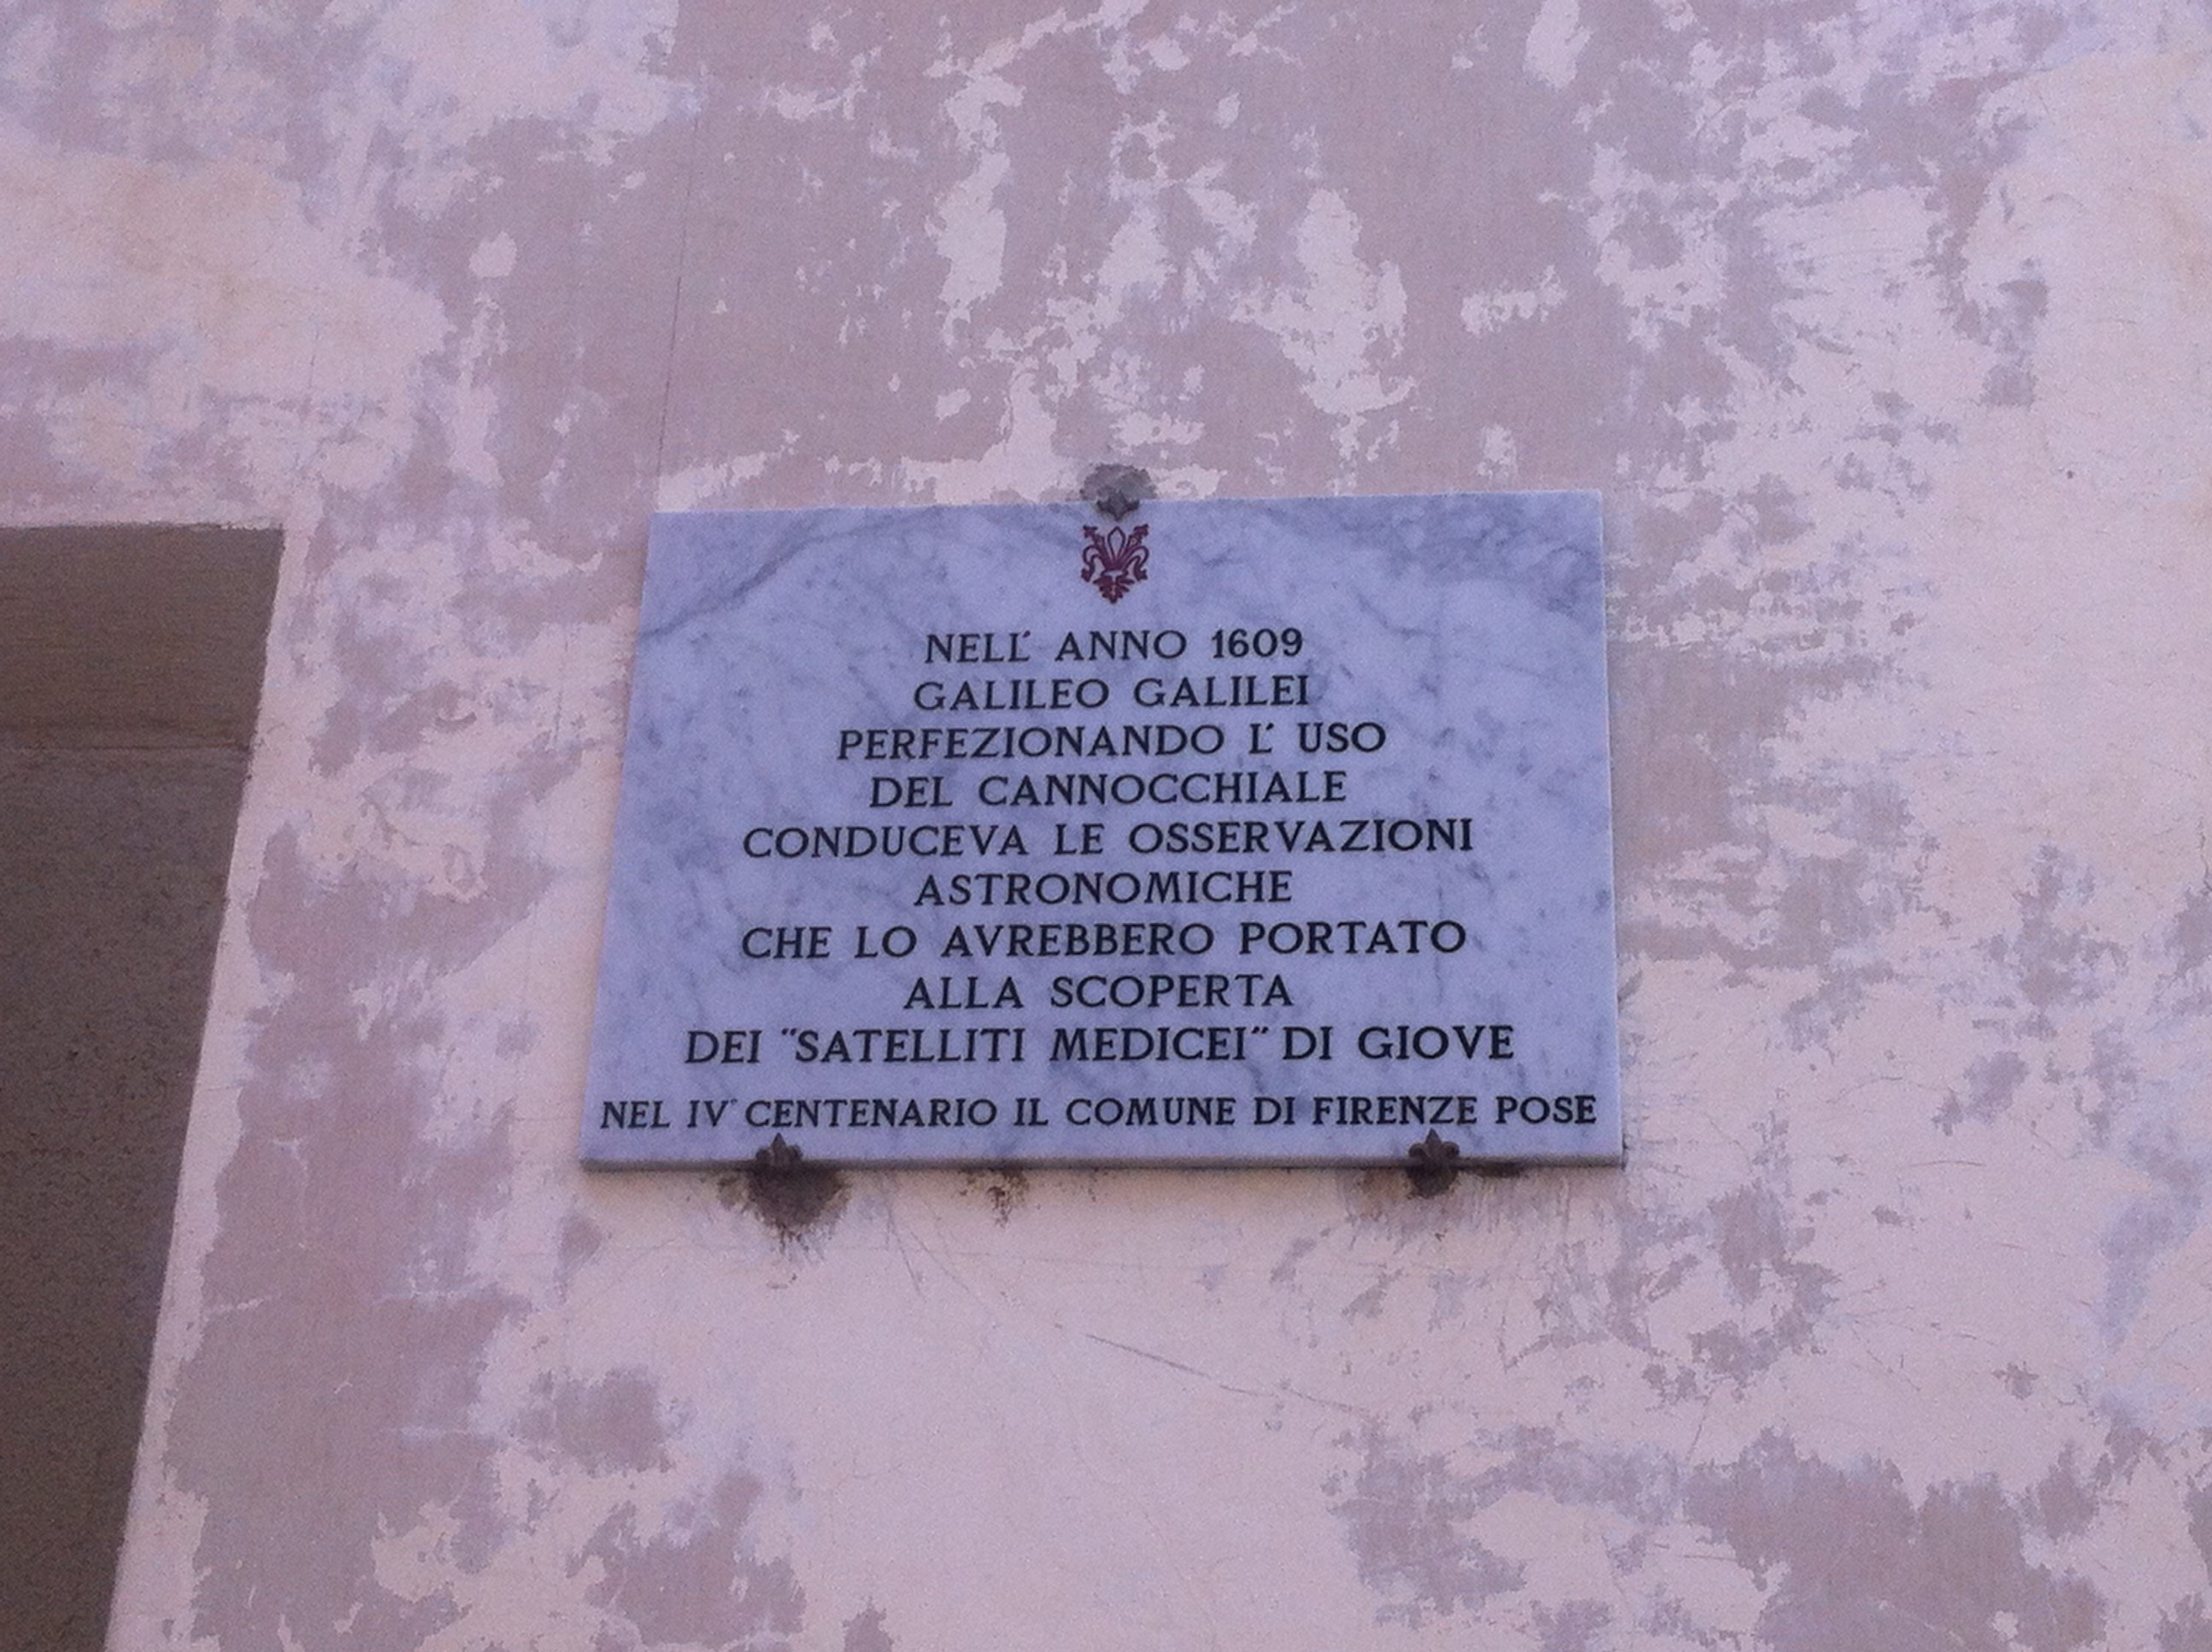 NELL' ANNO 1609
GALILEO GALILEI
PERFEZIONANDO L' USO
DEL CANNOCCHIALE
CONDUCEVA LE OSSERVAZIONI
ASTRONOMICHE
CHE LO AVREBBERO PORTATO
ALLA SCOPERTA
DEI "SATELLITI MEDICEI" DI GIOVE
NEL IV° CENTENARIO IL COMUNE DI FIRENZE POSE